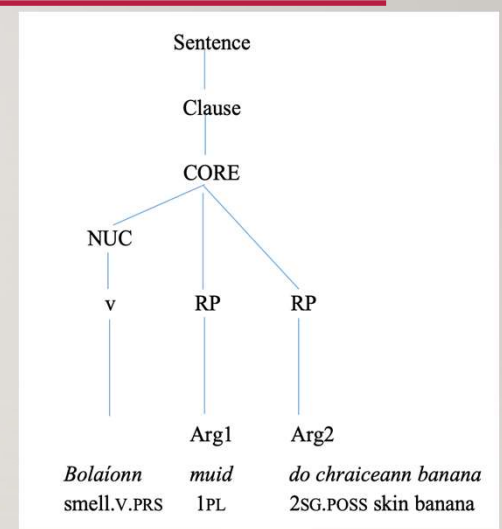 Sentence
Clause
CORE
NUC
v RP RP
Arg1 Arg2
Bolaíonn muid do chraiceann banana
smell.V.PRS 1PL 2SG.POSS skin banana